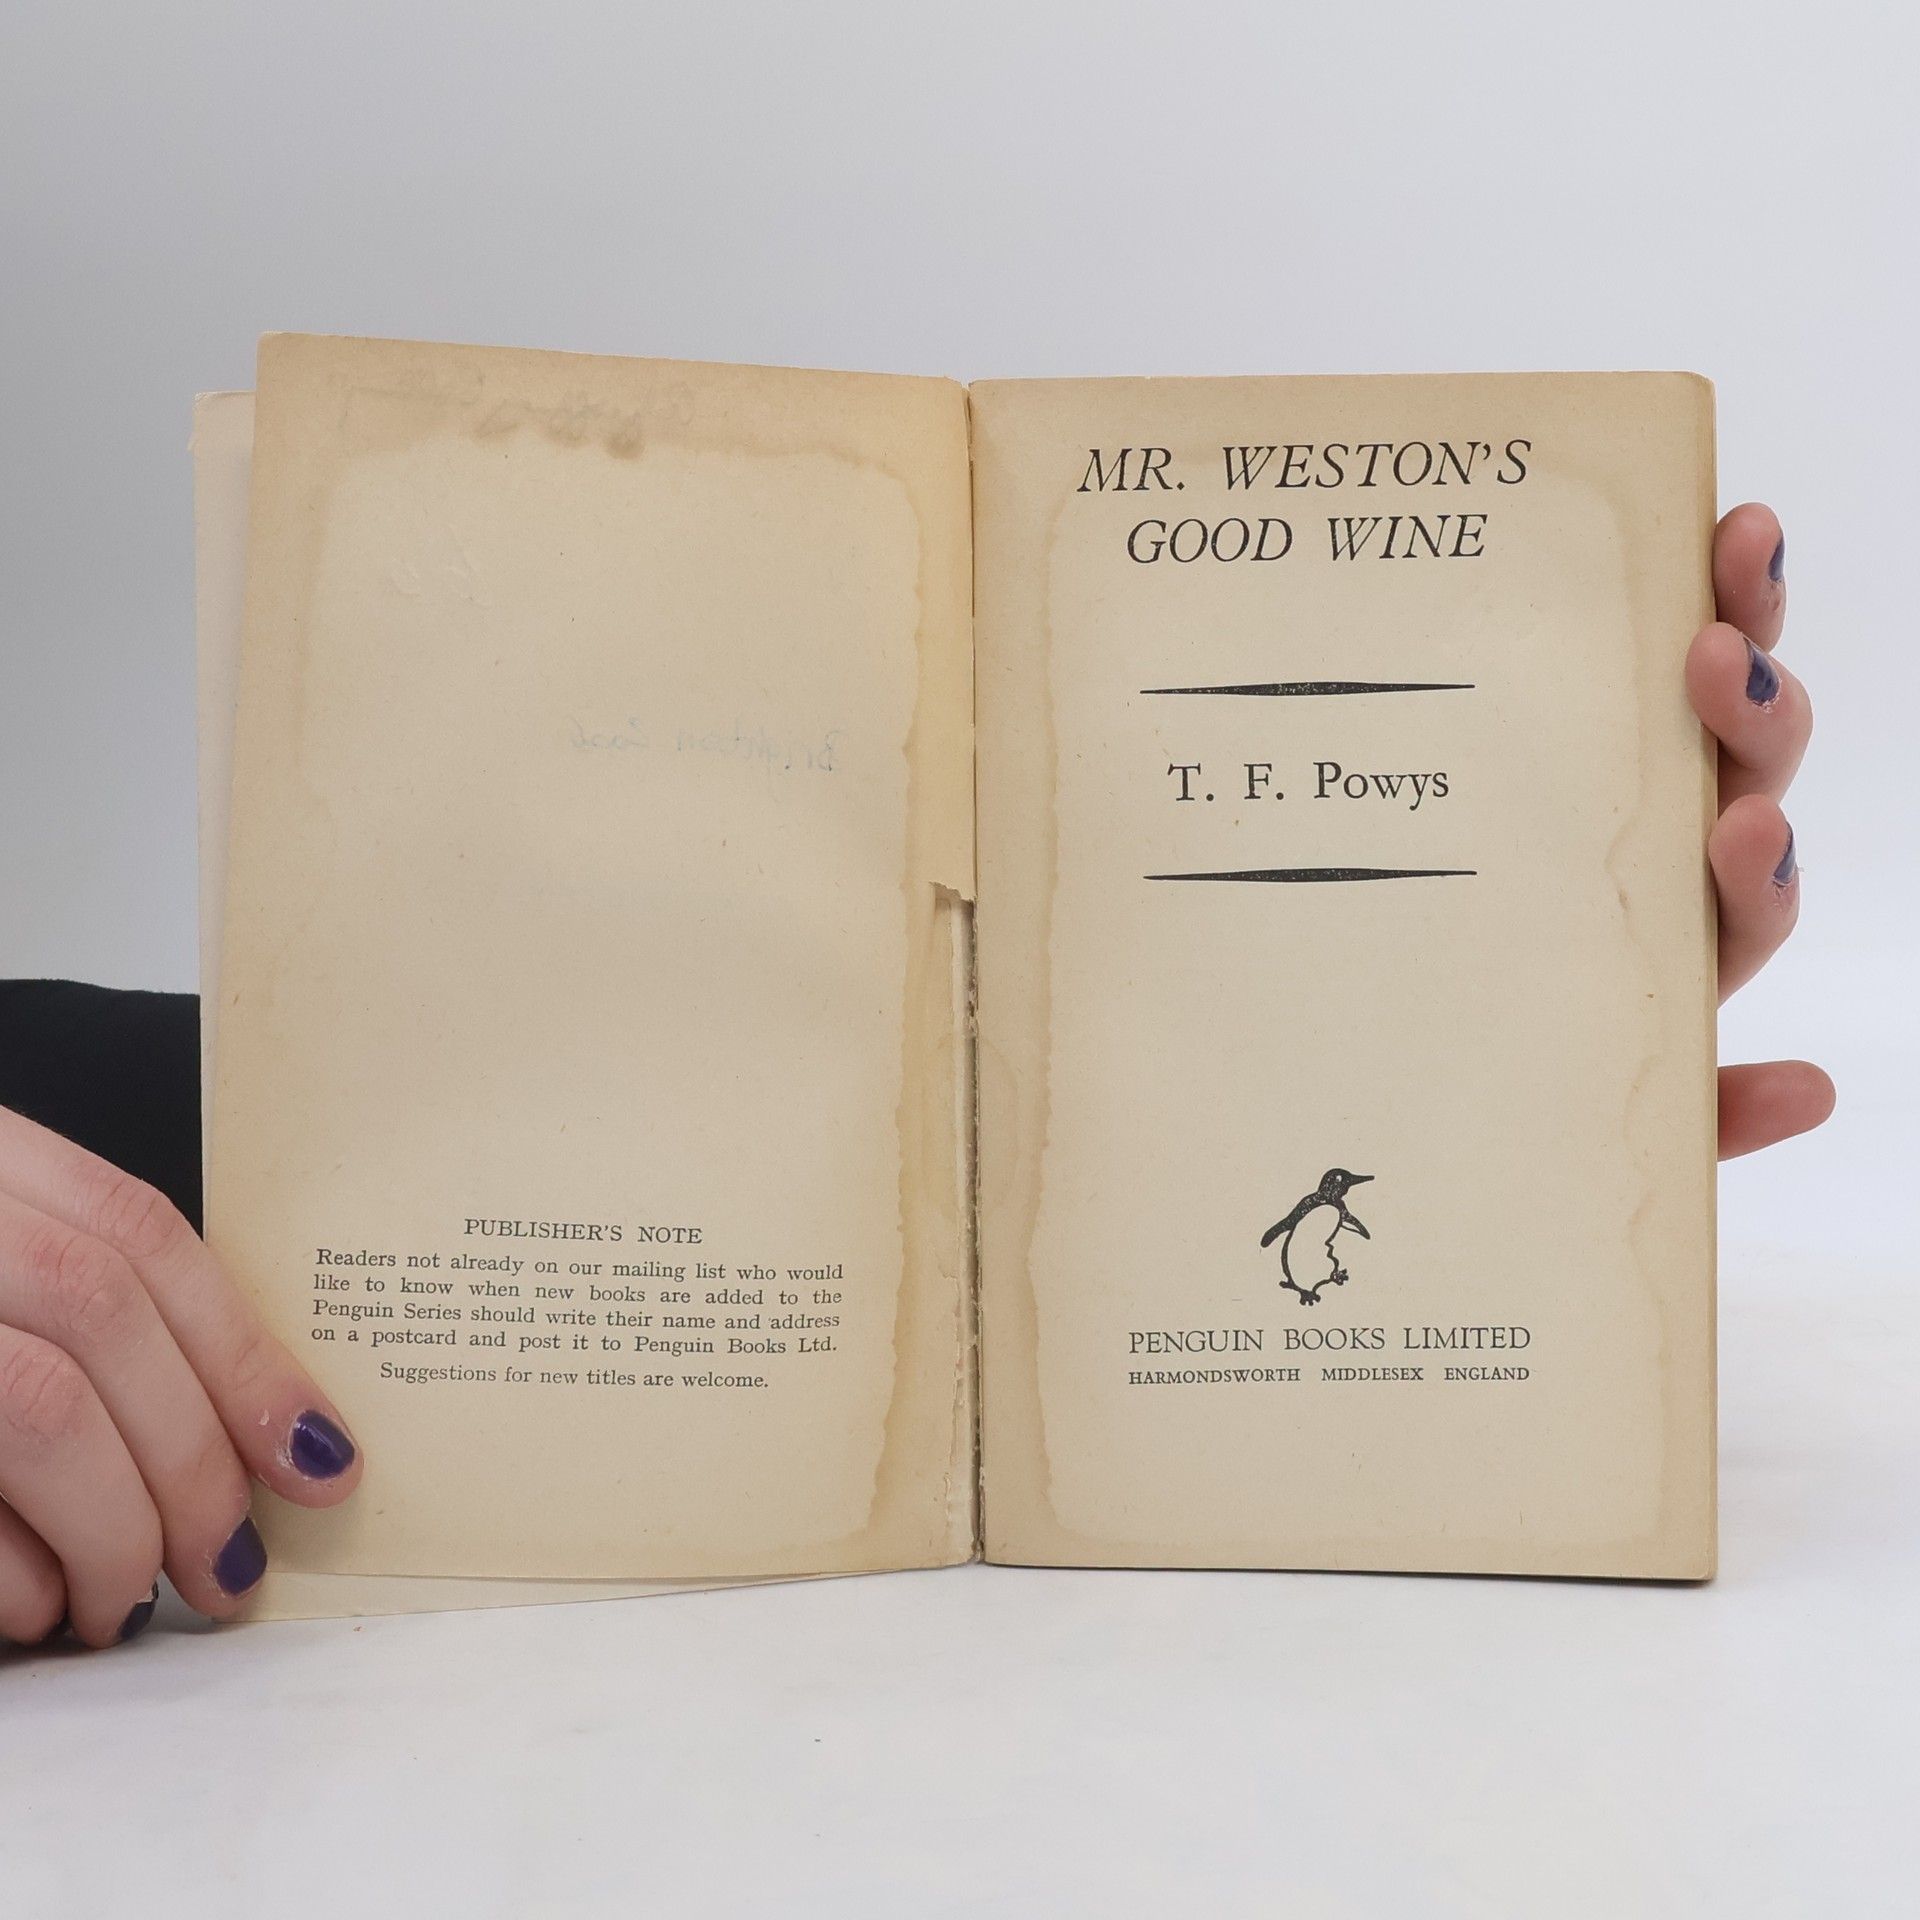 PUBLISHER'S NOTE
Readers not already on our mailing list who would
like to know when new books are added to the
Penguin Series should write their name and address
on a postcard and post it to Penguin Books Ltd.
Suggestions for new titles are welcome.
MR. WESTON'S
GOOD WINE
T. F. Powys
PENGUIN BOOKS LIMITED
HARMONDSWORTH MIDDLESEX ENGLAND